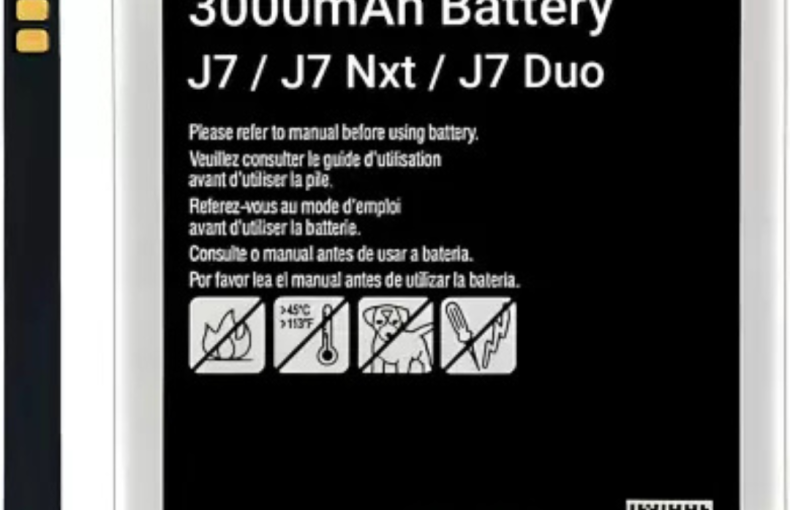 3000mAh Battery
J7 / J7 Nxt / J7 Duo
Please refer to manual before using battery.
Veuillez consulter le guide d'utilisation
avant d'utiliser la pile.
Referez-vous au mode d'emploi
avant d'utiliser la batterie.
Consulte o manual antes de usar a bateria.
Por favor lea el manual antes de utilizar la bateria.
>45°C
>113°F